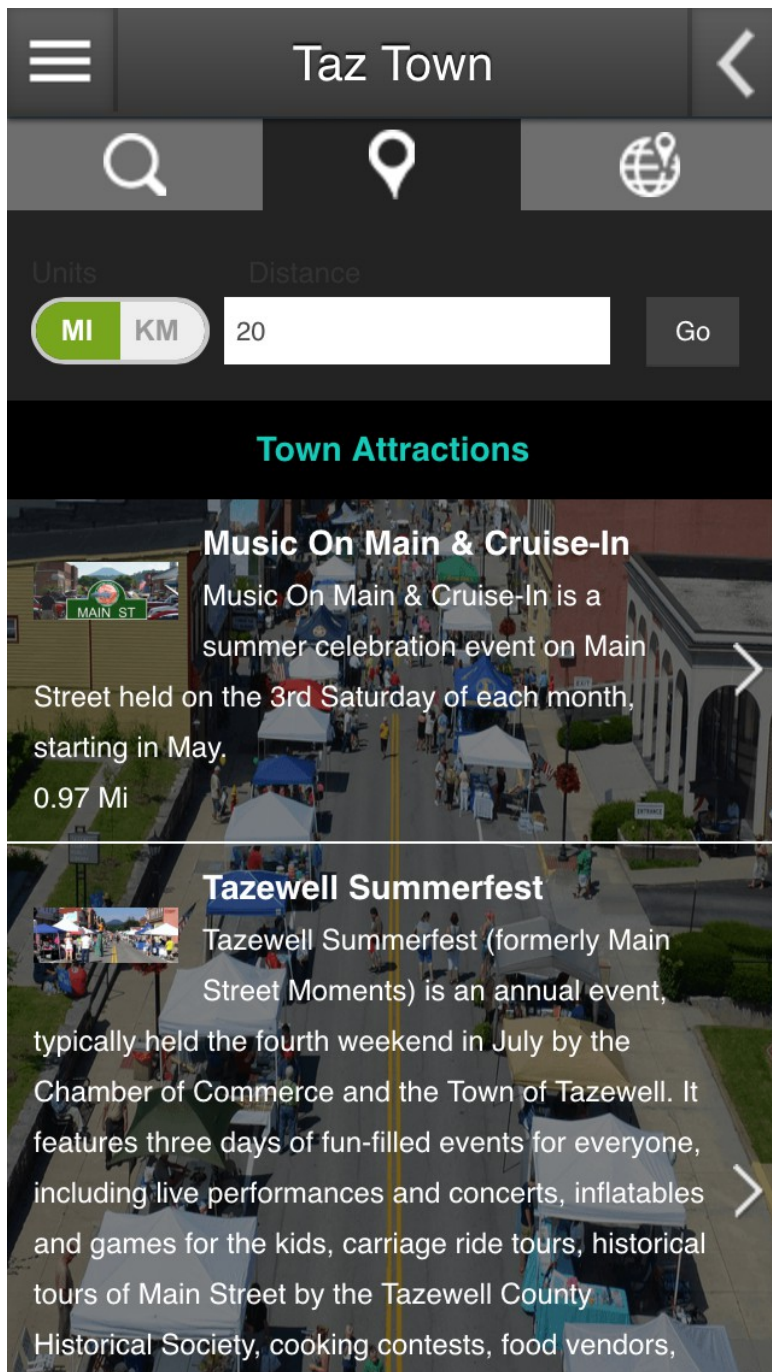 Taz Town
Units Distance
MI KM 20 Go
Town Attractions
Music On Main & Cruise-In
MAIN ST
Music On Main & Cruise-In is a
summer celebration event on Main
Street held on the 3rd Saturday of each month,
starting in May.
0.97 Mi
ENTRANCE
Tazewell Summerfest
Tazewell Summerfest (formerly Main
Street Moments) is an annual event,
typically held the fourth weekend in July by the
Chamber of Commerce and the Town of Tazewell. It
features three days of fun-filled events for everyone,
including live performances and concerts, inflatables
and games for the kids, carriage ride tours, historical
tours of Main Street by the Tazewell County
Historical Society, cooking contests, food vendors,